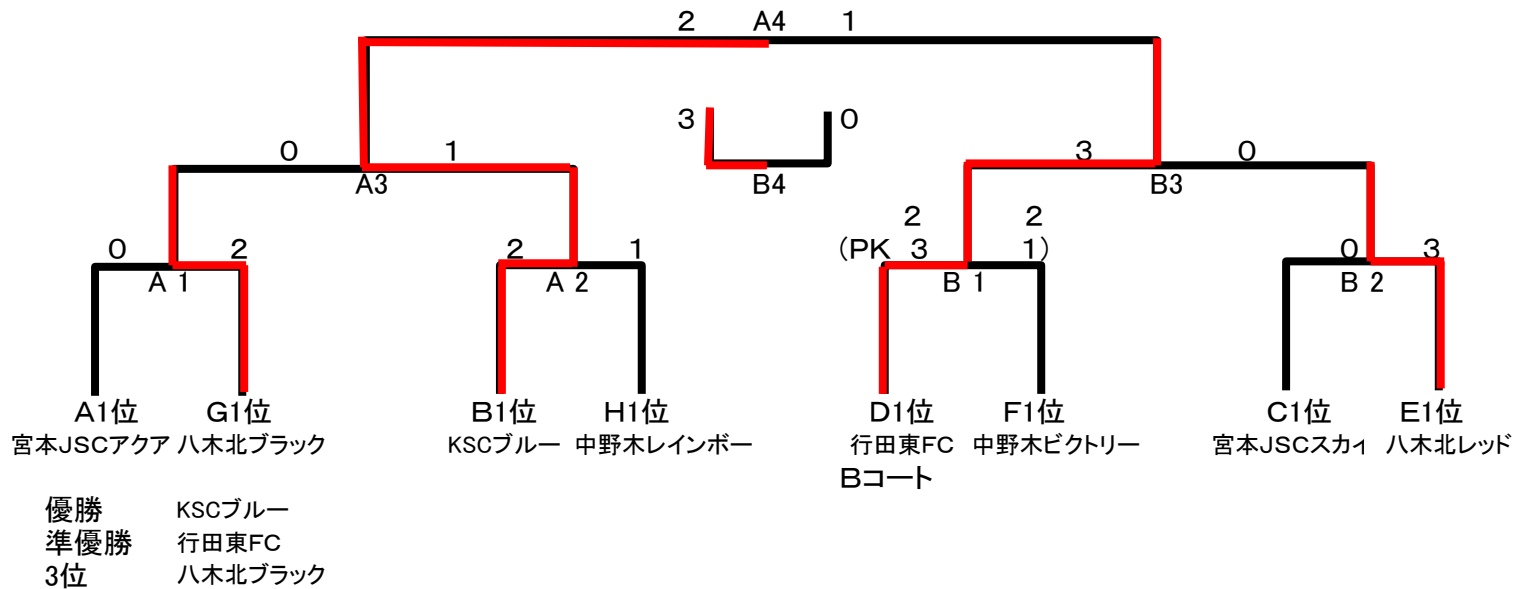 2 A4 1
3 0
B4
0 1
A3
3 0
B3
0 2
A 1
2 1
A 2
2 2
(PK 3 1)
B 1
0 3
B 2
A1位 G1位 B1位 H1位 D1位 F1位 C1位 E1位
宮本JSCアクア 八木北ブラック KSCブルー 中野木レインボー 行田東FC 中野木ビクトリー 宮本JSCスカイ 八木北レッド
Bコート
優勝 KSCブルー
準優勝 行田東FC
3位 八木北ブラック